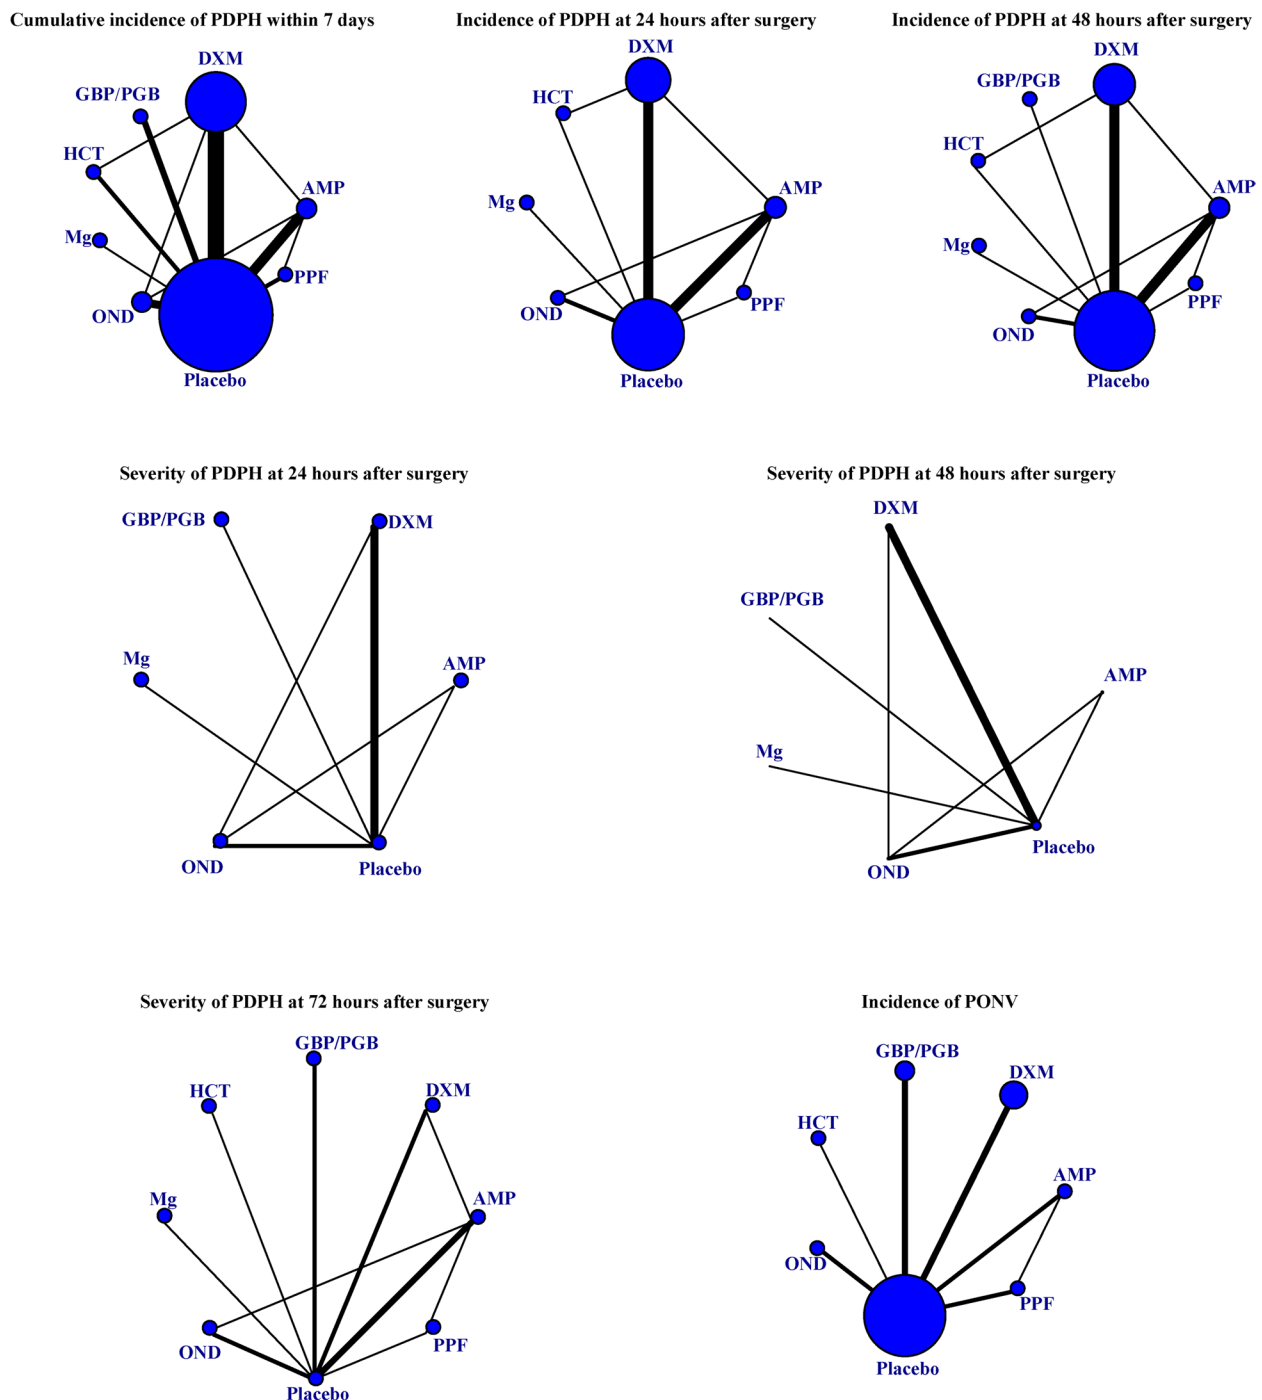 Cumulative incidence of PDPH within 7 days
DXM
GBP/PGB
HCT
AMP
Mg
PPF
OND
Placebo
Incidence of PDPH at 24 hours after surgery
DXM
HCT
AMP
Mg
PPF
OND
Placebo
Incidence of PDPH at 48 hours after surgery
DXM
GBP/PGB
HCT
AMP
Mg
PPF
OND
Placebo
Severity of PDPH at 24 hours after surgery
GBP/PGB
DXM
Mg
AMP
OND
Placebo
Severity of PDPH at 48 hours after surgery
DXM
GBP/PGB
AMP
Mg
Placebo
OND
Severity of PDPH at 72 hours after surgery
GBP/PGB
HCT
DXM
Mg
AMP
OND
PPF
Placebo
Incidence of PONV
GBP/PGB
DXM
HCT
AMP
OND
PPF
Placebo